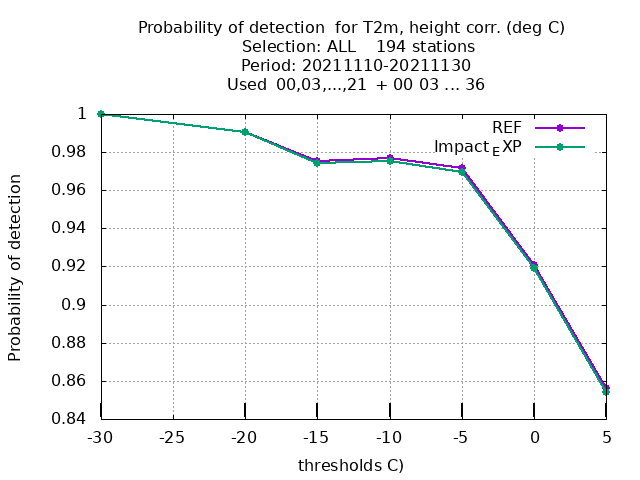 Probability of detection  for T2m, height corr. (deg C)
Selection: ALL    194 stations
Period: 20211110-20211130
Used  00,03,...,21  + 00 03 ... 36
REF
Impact_EXP
1
0.98
0.96
0.94
0.92
0.9
0.88
0.86
0.84
Probability of detection
-30 -25 -20 -15 -10 -5 0 5
thresholds C)